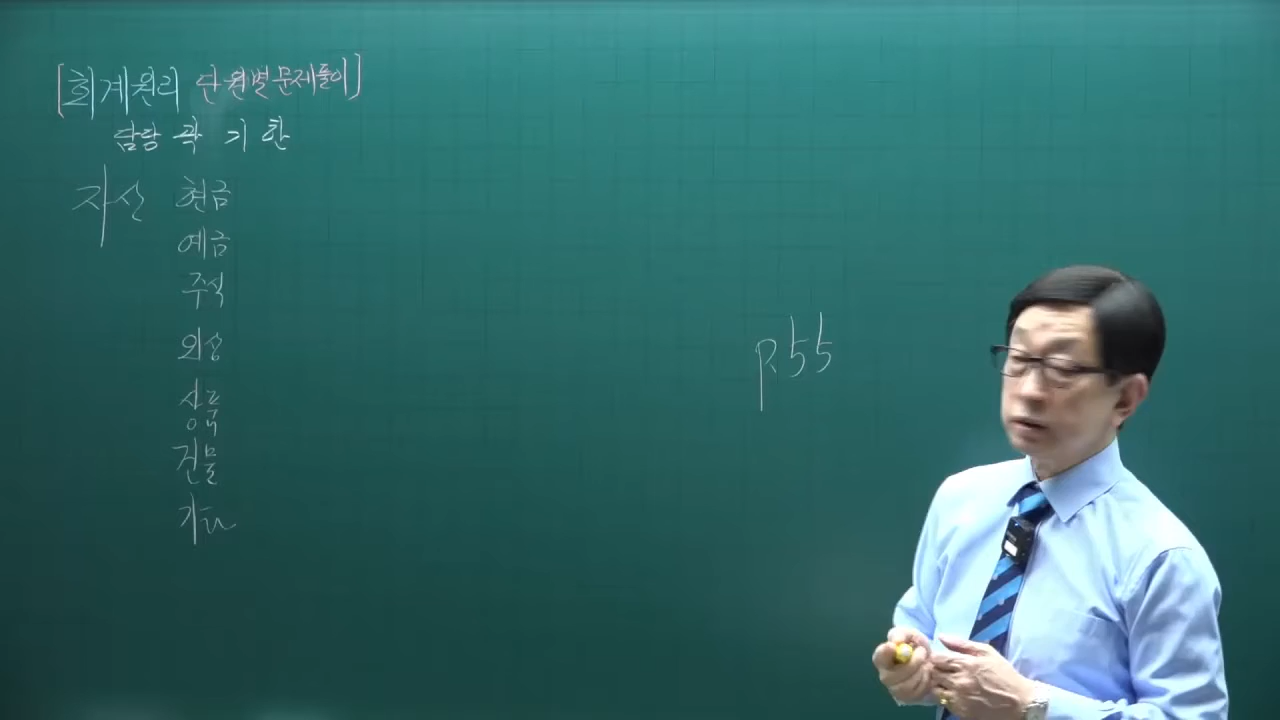 [회계원리 단원별문제풀이]
담당 곽기환
자산 현금
예금
주식
외상
상품
건물
기타
p.55